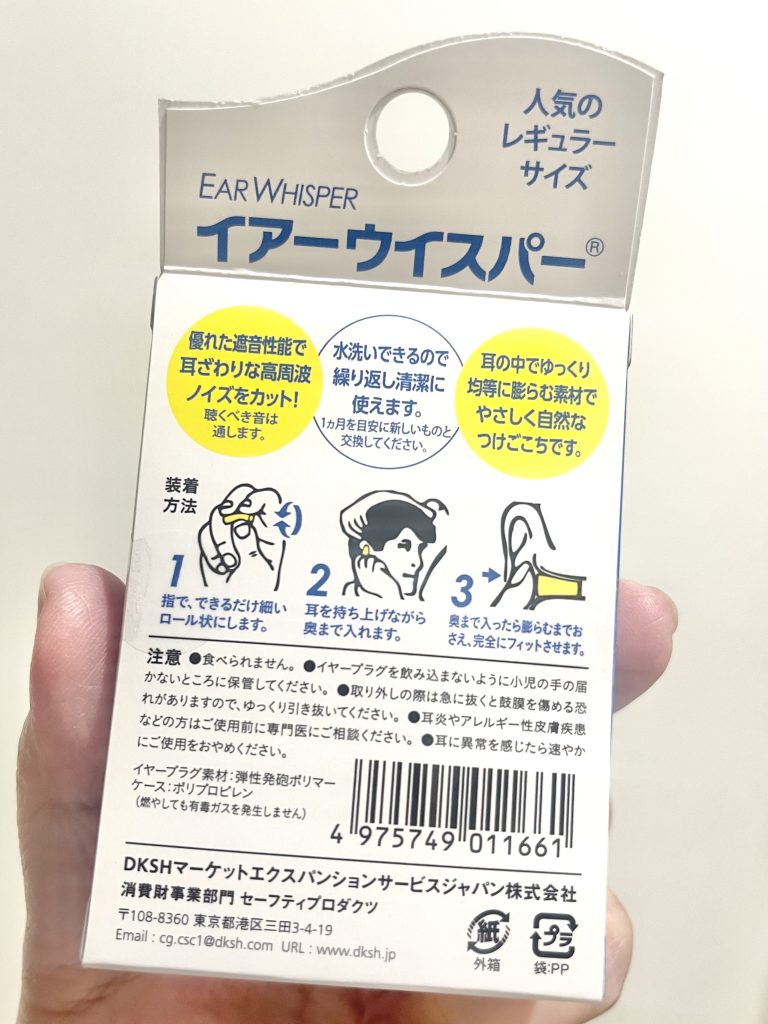 人気の
レギュラー
サイズ
EAR WHISPER
イアーウイスパー®
優れた遮音性能で
耳ざわりな高周波
ノイズをカット!
聴くべき音は
通します。
水洗いできるので
繰り返し清潔に
使えます。
1ヵ月を目安に新しいものと
交換してください。
耳の中でゆっくり
均等に膨らむ素材で
やさしく自然な
つけごこちです。
装着
方法
1
指で、できるだけ細い
ロール状にします。
2
耳を持ち上げながら
奥まで入れます。
3
奥まで入ったら膨らむまでお
さえ、完全にフィットさせます。
注意 ●食べられません。 ●イヤープラグを飲み込まないように小児の手の届
かないところに保管してください。 ●取り外しの際は急に抜くと鼓膜を傷める恐
れがありますので、ゆっくり引き抜いてください。 ●耳炎やアレルギー性皮膚疾患
などの方はご使用前に専門医にご相談ください。 ●耳に異常を感じたら速やか
にご使用をおやめください。
イヤープラグ素材:弾性発砲ポリマー
ケース:ポリプロピレン
(燃やしても有毒ガスを発生しません)
4 975749 011661
DKSHマーケットエクスパンションサービスジャパン株式会社
消費財事業部門 セーフティプロダクツ
〒108-8360 東京都港区三田3-4-19
Email : cg.csc1@dksh.com URL : www.dksh.jp
紙
外箱
プラ
袋:PP